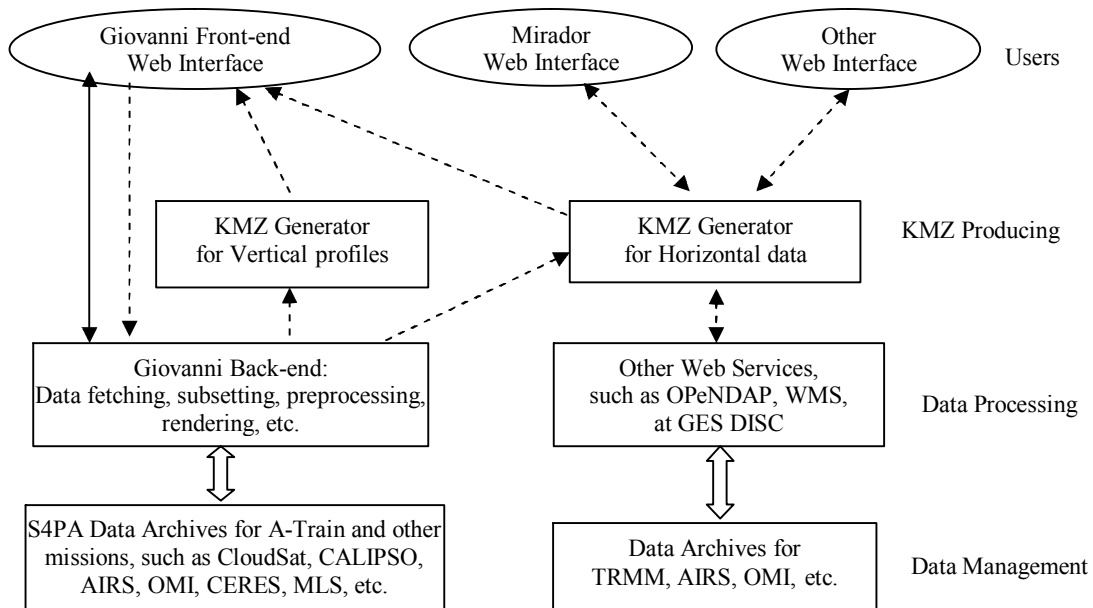 Giovanni Front-end
Web Interface
Mirador
Web Interface
Other
Web Interface
Users
KMZ Generator
for Vertical profiles
KMZ Generator
for Horizontal data
KMZ Producing
Giovanni Back-end:
Data fetching, subsetting, preprocessing,
rendering, etc.
Other Web Services,
such as OPeNDAP, WMS,
at GES DISC
Data Processing
S4PA Data Archives for A-Train and other
missions, such as CloudSat, CALIPSO,
AIRS, OMI, CERES, MLS, etc.
Data Archives for
TRMM, AIRS, OMI, etc.
Data Management